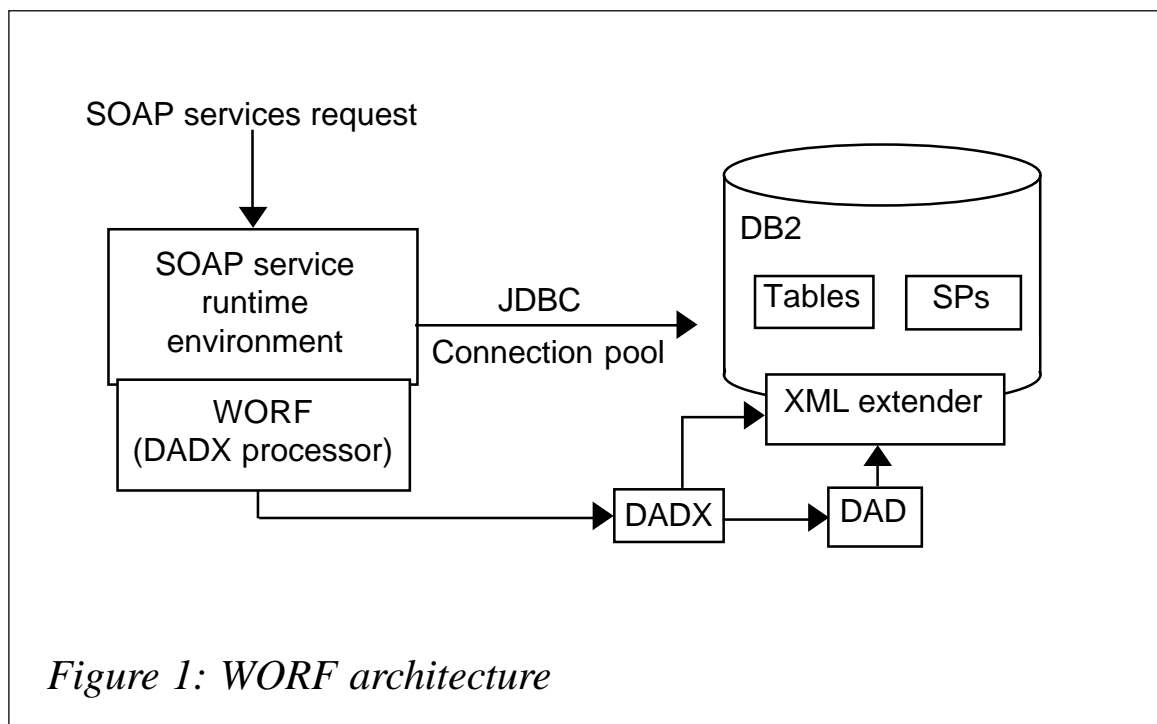 SOAP services request
SOAP service
runtime
environment
WORF
(DADX processor)
JDBC
Connection pool
DB2
Tables
SPs
XML extender
DADX
DAD
Figure 1: WORF architecture